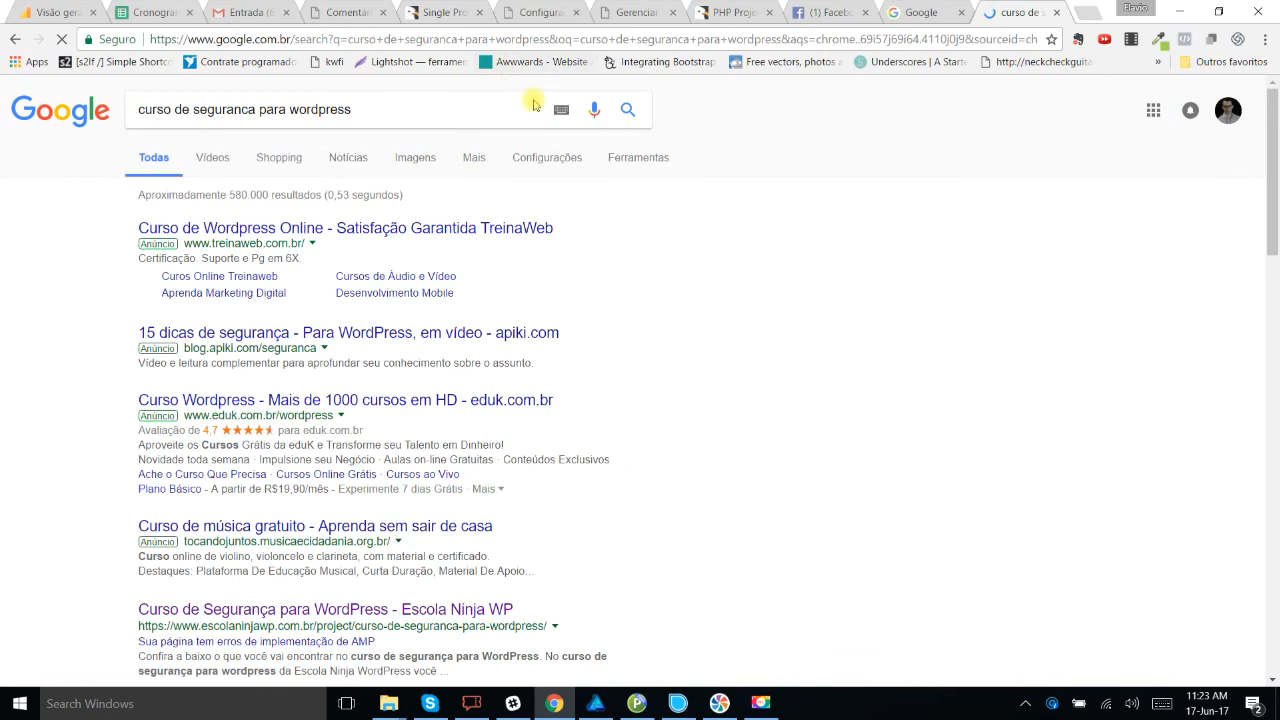 Visão geral
Cronogra
Entrada (6
Comentári
Single Pro
Configura
Gerenciar
PHP Projec
(1) Facebo
Google
curso de s
Flavio
Seguro
https://www.google.com.br/search?q=curso+de+seguranca+para+wordpress&oq=curso+de+seguranca+para+wordpress&aqs=chrome..69i57j69i64.4110j0j9&sourceid=ch
Apps
[s2If /] Simple Shortco
Contrate programado
kwfi
Lightshot — ferramen
Awwwards - Website
Integrating Bootstrap
Free vectors, photos a
Underscores | A Starte
http://neckcheckguita
»
Outros favoritos
Google
curso de seguranca para wordpress
Todas
Vídeos
Shopping
Notícias
Imagens
Mais
Configurações
Ferramentas
Aproximadamente 580.000 resultados (0,53 segundos)
Curso de Wordpress Online - Satisfação Garantida TreinaWeb
Anúncio www.treinaweb.com.br/
Certificação. Suporte e Pg em 6X.
Curos Online Treinaweb Cursos de Áudio e Vídeo
Aprenda Marketing Digital Desenvolvimento Mobile
15 dicas de segurança - Para WordPress, em vídeo - apiki.com
Anúncio blog.apiki.com/seguranca
Vídeo e leitura complementar para aprofundar seu conhecimento sobre o assunto.
Curso Wordpress - Mais de 1000 cursos em HD - eduk.com.br
Anúncio www.eduk.com.br/wordpress
Avaliação de 4,7 ★★★★★ para eduk.com.br
Aproveite os Cursos Grátis da eduK e Transforme seu Talento em Dinheiro!
Novidade toda semana · Impulsione seu Negócio · Aulas on-line Gratuitas · Conteúdos Exclusivos
Ache o Curso Que Precisa · Cursos Online Grátis · Cursos ao Vivo
Plano Básico - A partir de R$19,90/mês - Experimente 7 dias Grátis · Mais
Curso de música gratuito - Aprenda sem sair de casa
Anúncio tocandojuntos.musicaecidadania.org.br/
Curso online de violino, violoncelo e clarineta, com material e certificado.
Destaques: Plataforma De Educação Musical, Curta Duração, Material De Apoio…
Curso de Segurança para WordPress - Escola Ninja WP
https://www.escolaninjawp.com.br/project/curso-de-seguranca-para-wordpress/
Sua página tem erros de implementação de AMP
Confira a baixo o que você vai encontrar no curso de segurança para WordPress. No curso de
segurança para wordpress da Escola Ninja WordPress você ...
Search Windows
11:23 AM
17-Jun-17
2